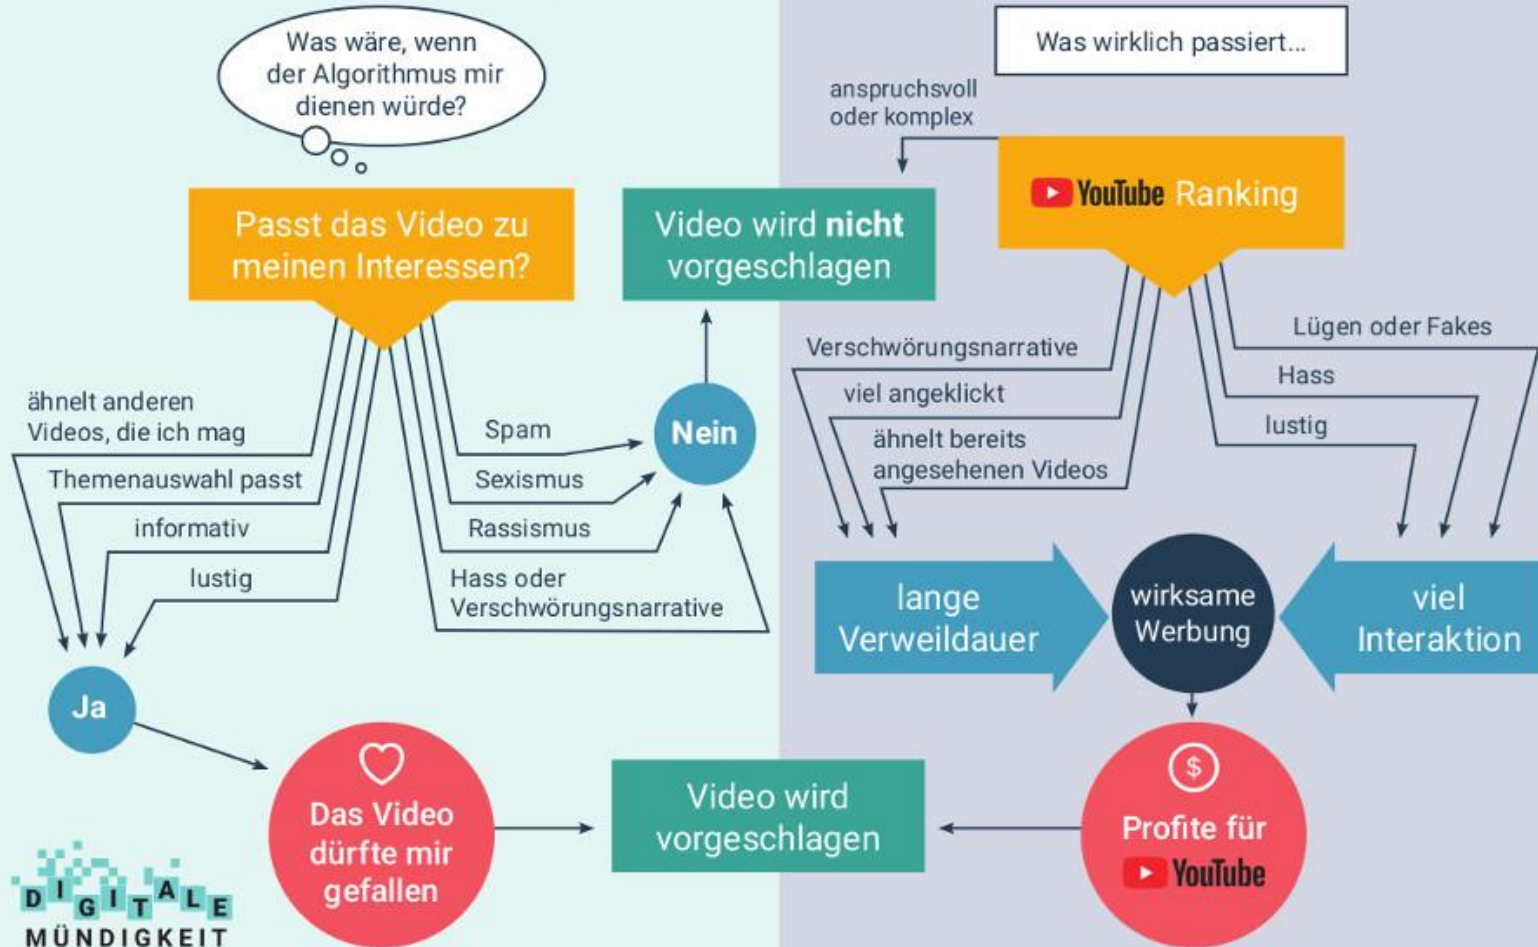 Was wäre, wenn
der Algorithmus mir
dienen würde?
Passt das Video zu
meinen Interessen?
ähnelt anderen
Videos, die ich mag
Themenauswahl passt
informativ
lustig
Spam
Sexismus
Rassismus
Hass oder
Verschwörungsnarrative
Nein
Ja
Das Video
dürfte mir
gefallen
Video wird nicht
vorgeschlagen
Video wird
vorgeschlagen
Was wirklich passiert...
anspruchsvoll
oder komplex
YouTube Ranking
Verschwörungsnarrative
viel angeklickt
ähnelt bereits
angesehenen Videos
Lügen oder Fakes
Hass
lustig
lange
Verweildauer
wirksame
Werbung
viel
Interaktion
$
Profite für
YouTube
DIGITALE
MÜNDIGKEIT